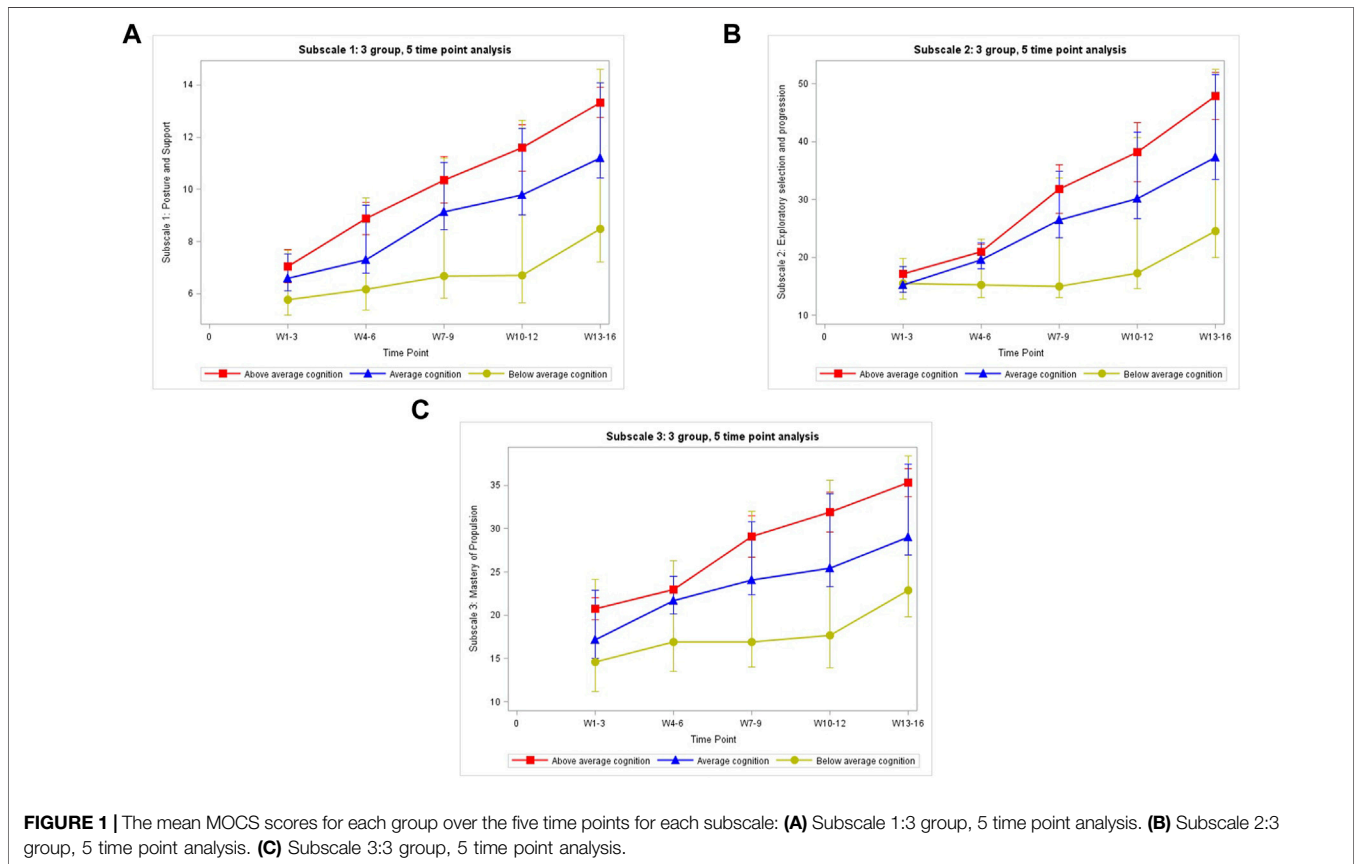 A
Subscale 1: 3 group, 5 time point analysis
Subscale 1: Posture and Support
14
12
10
8
6
0
W1-3
W4-6
W7-9
W10-12
W13-16
Time Point
Above average cognition
Average cognition
Below average cognition
B
Subscale 2: 3 group, 5 time point analysis
Subscale 2: Exploratory selection and progression
50
40
30
20
10
0
W1-3
W4-6
W7-9
W10-12
W13-16
Time Point
Above average cognition
Average cognition
Below average cognition
C
Subscale 3: 3 group, 5 time point analysis
Subscale 3: Mastery of Propulsion
35
30
25
20
15
10
0
W1-3
W4-6
W7-9
W10-12
W13-16
Time Point
Above average cognition
Average cognition
Below average cognition
FIGURE 1 | The mean MOCS scores for each group over the five time points for each subscale: (A) Subscale 1:3 group, 5 time point analysis. (B) Subscale 2:3
group, 5 time point analysis. (C) Subscale 3:3 group, 5 time point analysis.